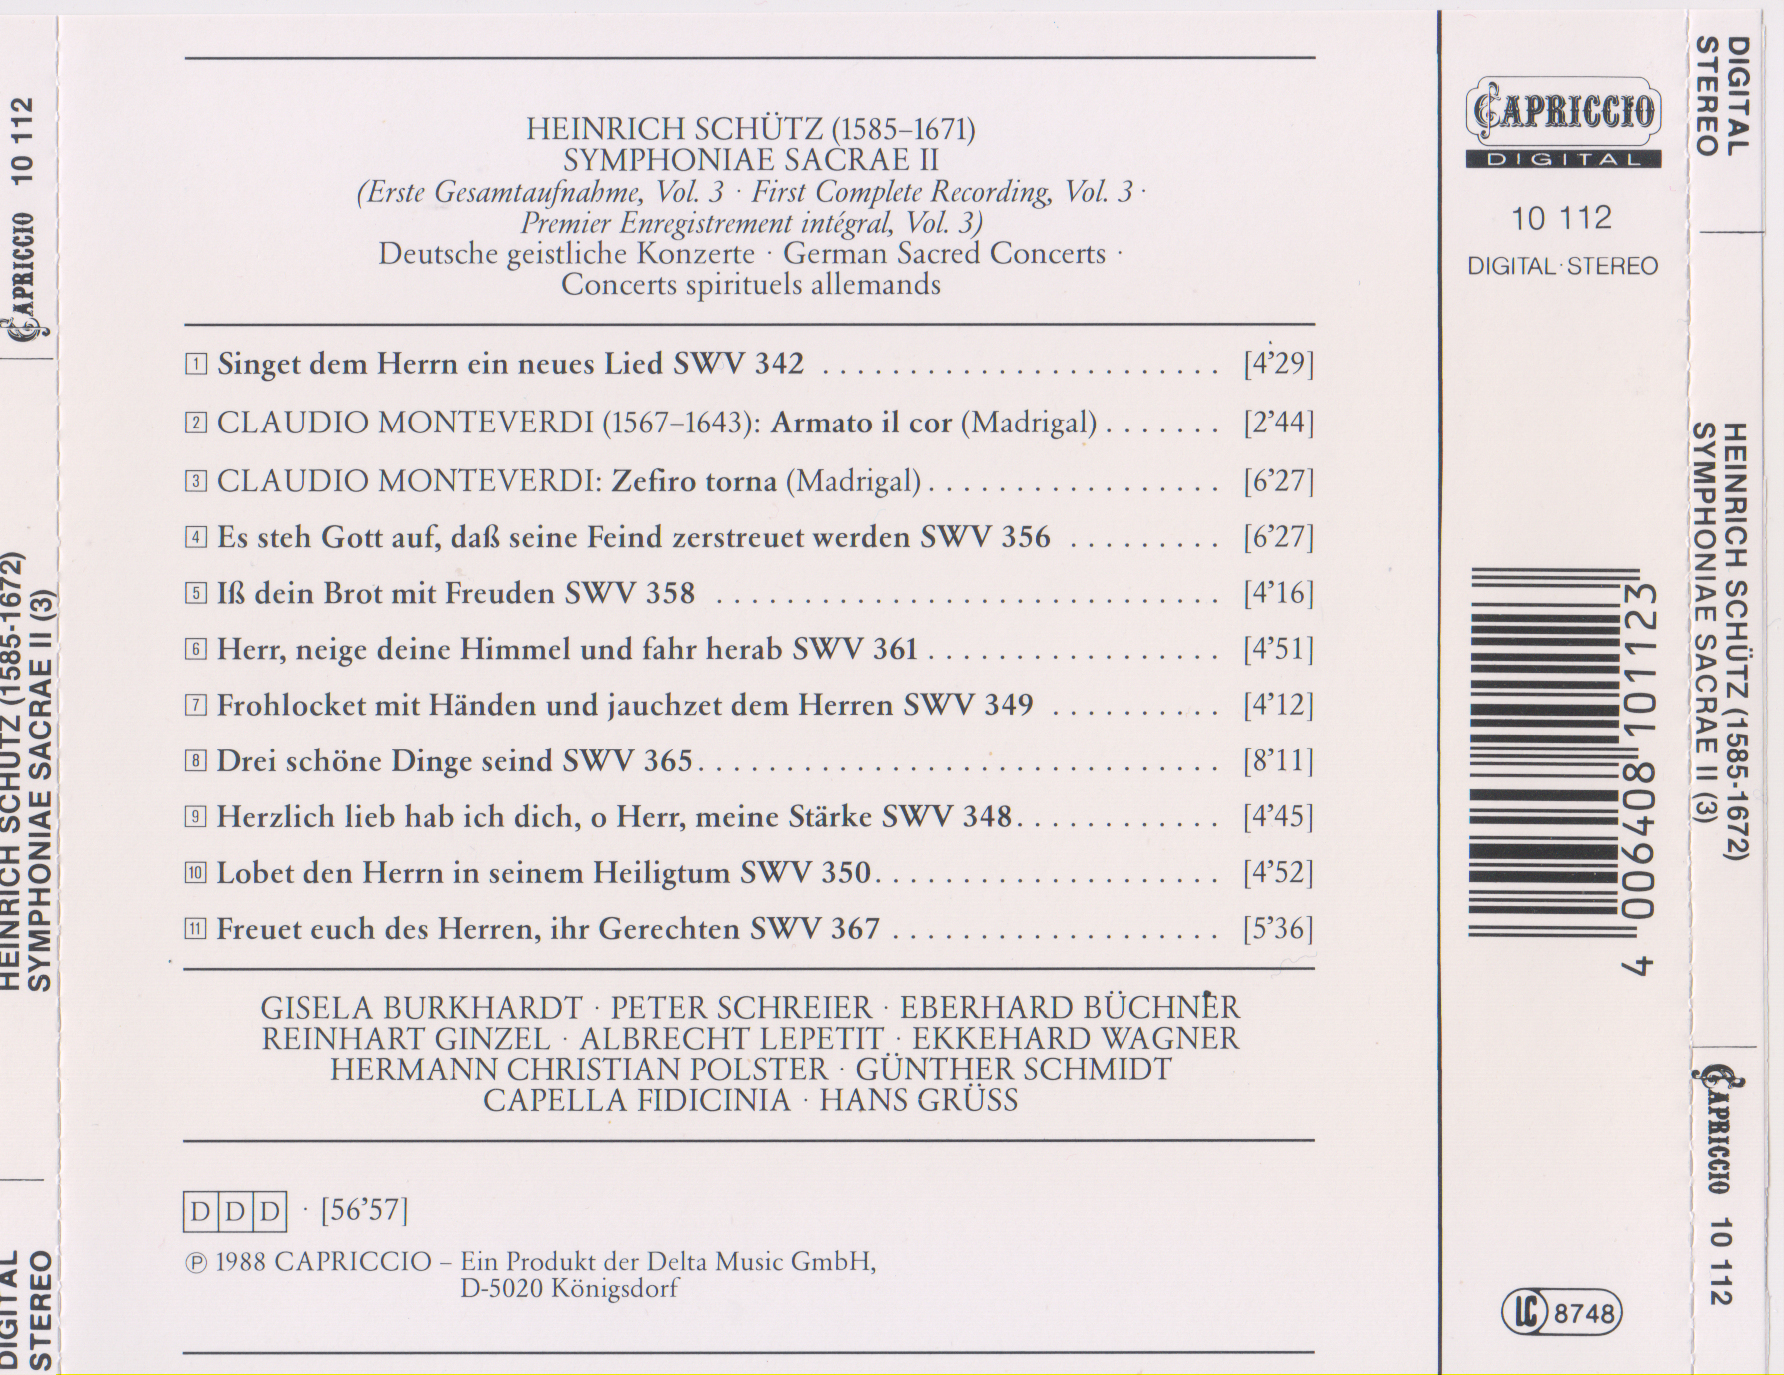 CAPRICCIO 10 112
HEINRICH SCHÜTZ (1585-1672)
SYMPHONIAE SACRAE II (3)
DIGITAL
STEREO
HEINRICH SCHÜTZ (1585–1671)
SYMPHONIAE SACRAE II
(Erste Gesamtaufnahme, Vol. 3 · First Complete Recording, Vol. 3 ·
Premier Enregistrement intégral, Vol. 3)
Deutsche geistliche Konzerte · German Sacred Concerts ·
Concerts spirituels allemands
1 Singet dem Herrn ein neues Lied SWV 342 . . . . . . . . . . . . . . . . . . . . . . . [4’29]
2 CLAUDIO MONTEVERDI (1567–1643): Armato il cor (Madrigal) . . . . . . . . [2’44]
3 CLAUDIO MONTEVERDI: Zefiro torna (Madrigal) . . . . . . . . . . . . . . . . . . . . [6’27]
4 Es steh Gott auf, daß seine Feind zerstreuet werden SWV 356 . . . . . . . . . . [6’27]
5 Iß dein Brot mit Freuden SWV 358 . . . . . . . . . . . . . . . . . . . . . . . . . . . . [4’16]
6 Herr, neige deine Himmel und fahr herab SWV 361 . . . . . . . . . . . . . . . . . . . . [4’51]
7 Frohlocket mit Händen und jauchzet dem Herren SWV 349 . . . . . . . . . . [4’12]
8 Drei schöne Dinge seind SWV 365 . . . . . . . . . . . . . . . . . . . . . . . . . . . . [8’11]
9 Herzlich lieb hab ich dich, o Herr, meine Stärke SWV 348 . . . . . . . . . . . . . . [4’45]
10 Lobet den Herrn in seinem Heiligtum SWV 350 . . . . . . . . . . . . . . . . . . . . . . [4’52]
11 Freuet euch des Herren, ihr Gerechten SWV 367 . . . . . . . . . . . . . . . . . . . [5’36]
GISELA BURKHARDT · PETER SCHREIER · EBERHARD BÜCHNER
REINHART GINZEL · ALBRECHT LEPETIT · EKKEHARD WAGNER
HERMANN CHRISTIAN POLSTER · GÜNTHER SCHMIDT
CAPELLA FIDICINIA · HANS GRÜSS
DDD · [56’57]
℗ 1988 CAPRICCIO – Ein Produkt der Delta Music GmbH,
D-5020 Königsdorf
CAPRICCIO
DIGITAL
10 112
DIGITAL·STEREO
4 006408 101123
LC 8748
DIGITAL
STEREO
HEINRICH SCHÜTZ (1585-1672)
SYMPHONIAE SACRAE II (3)
CAPRICCIO 10 112